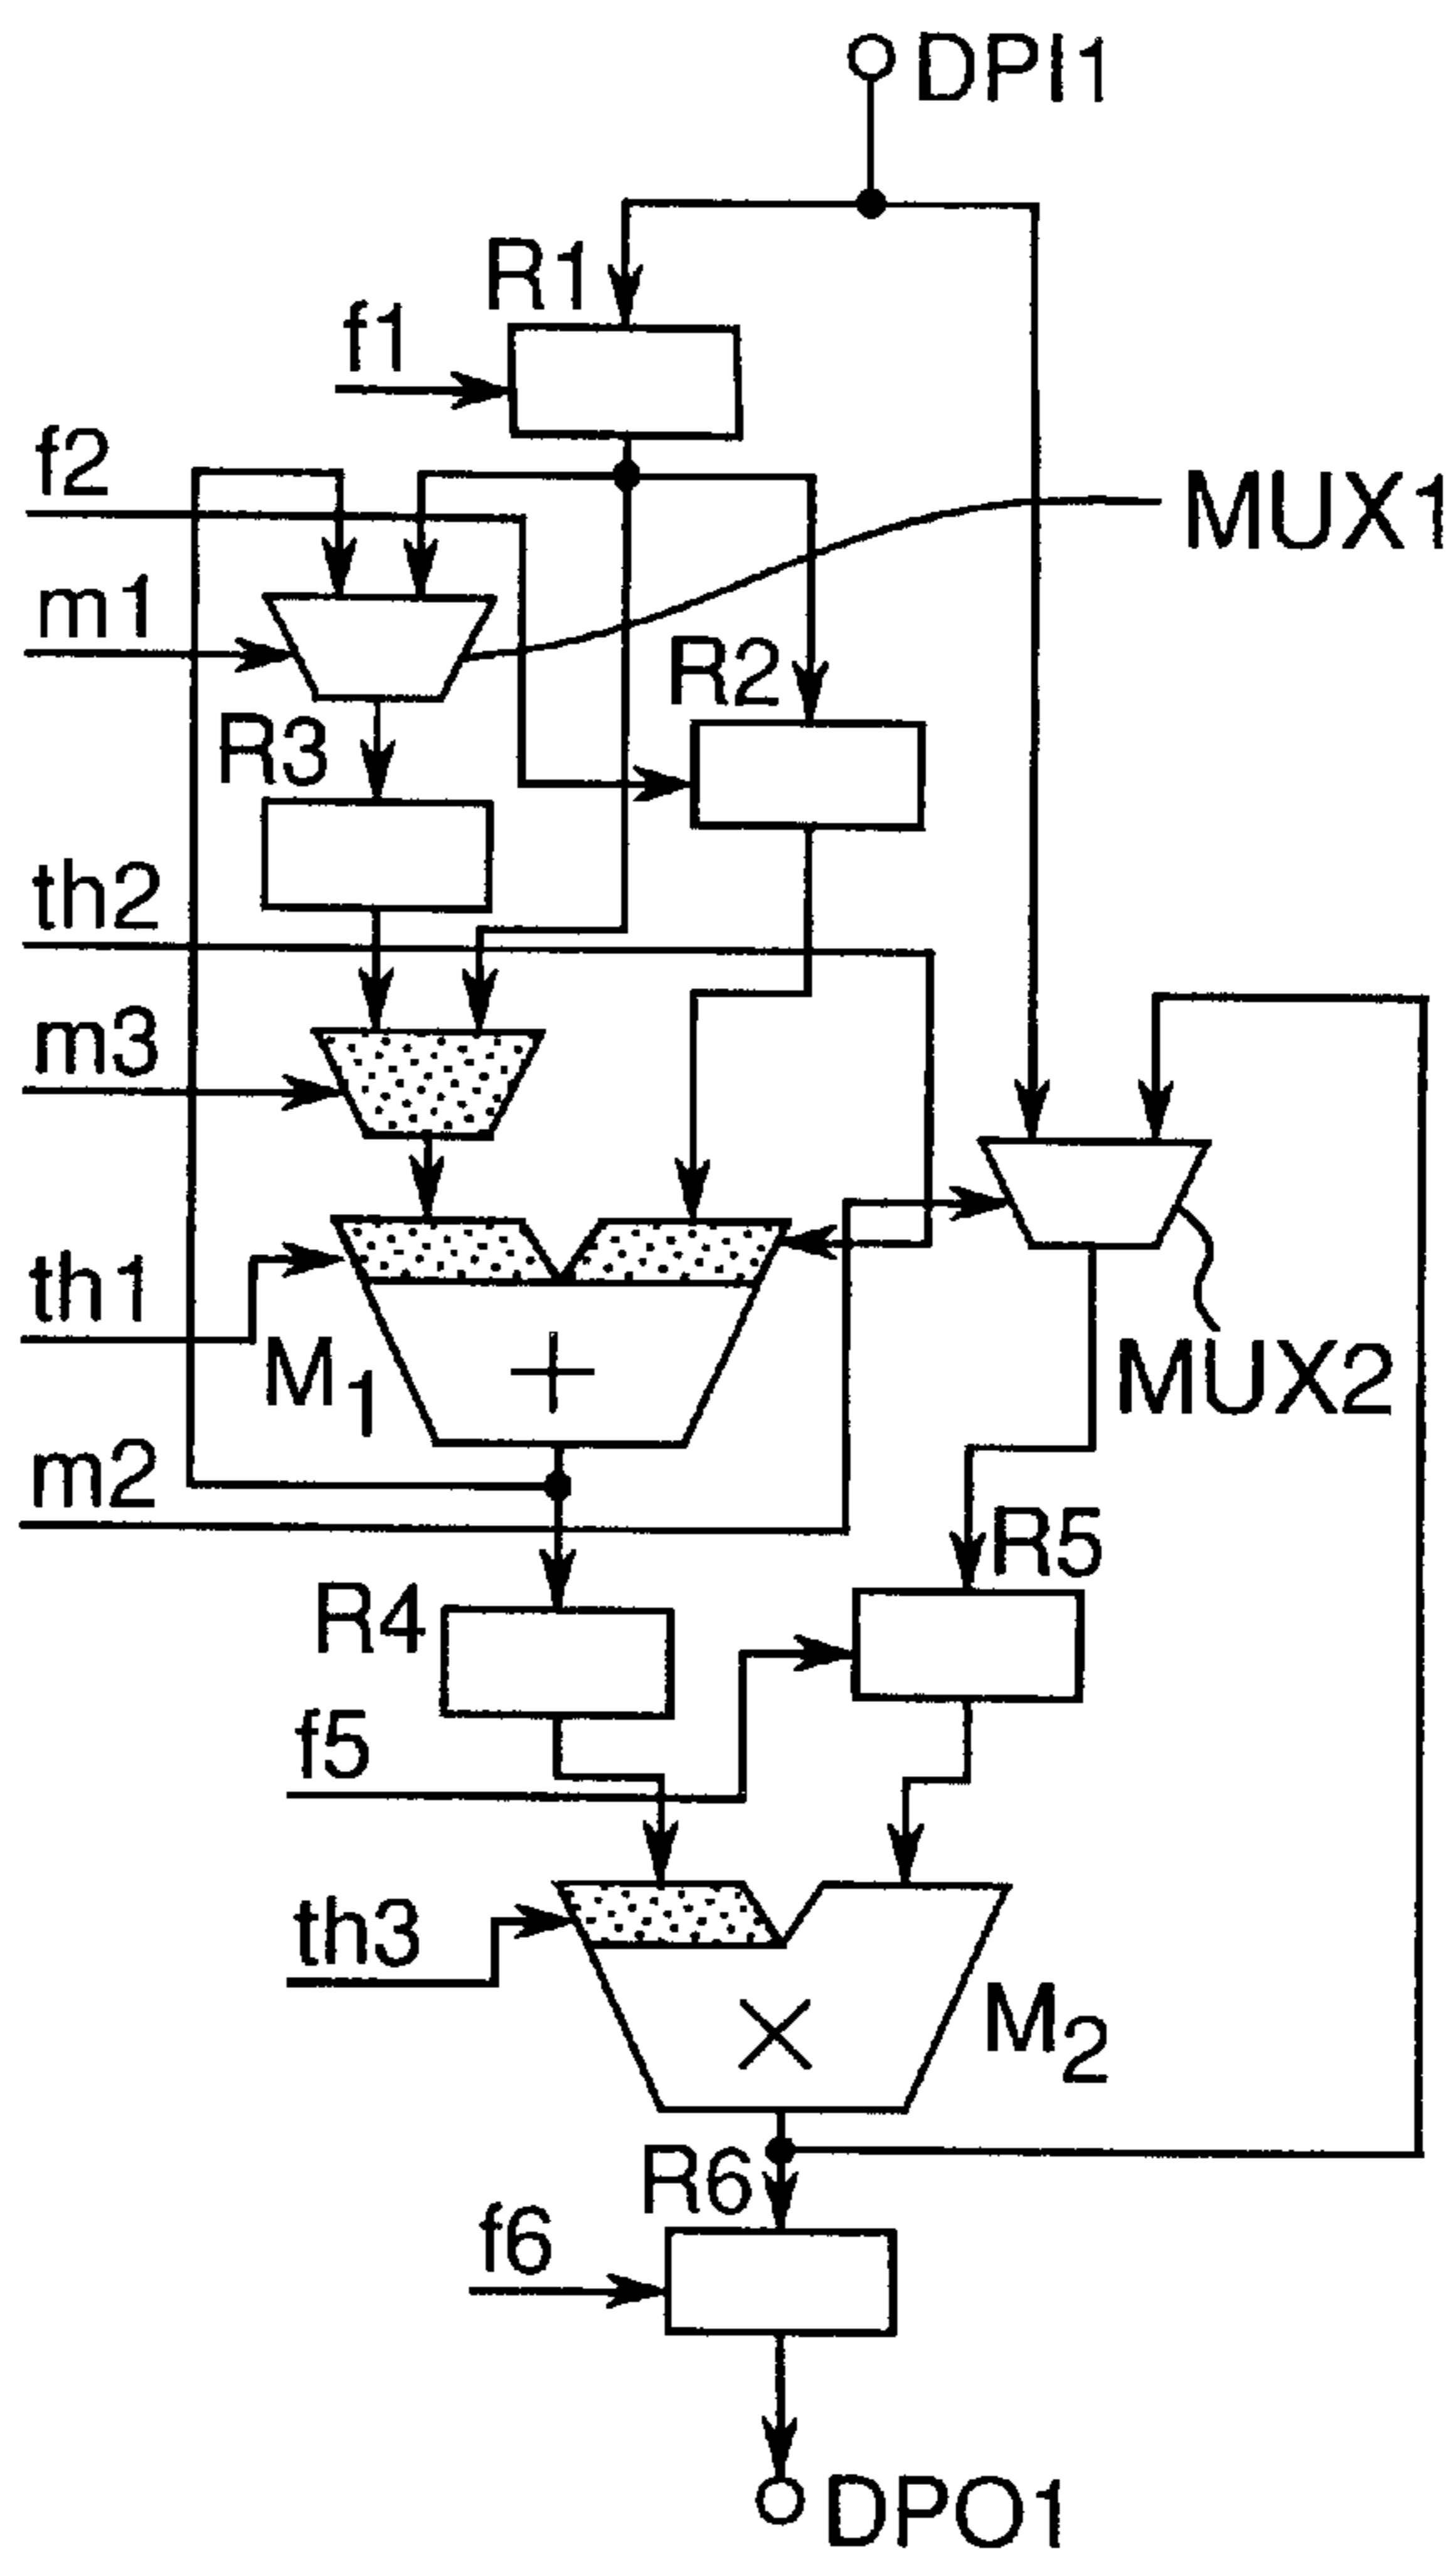 DPI1
R1
f1
f2
MUX1
m1
R2
R3
th2
m3
th1
M1
+
MUX2
m2
R5
R4
f5
th3
×
M2
R6
f6
DPO1